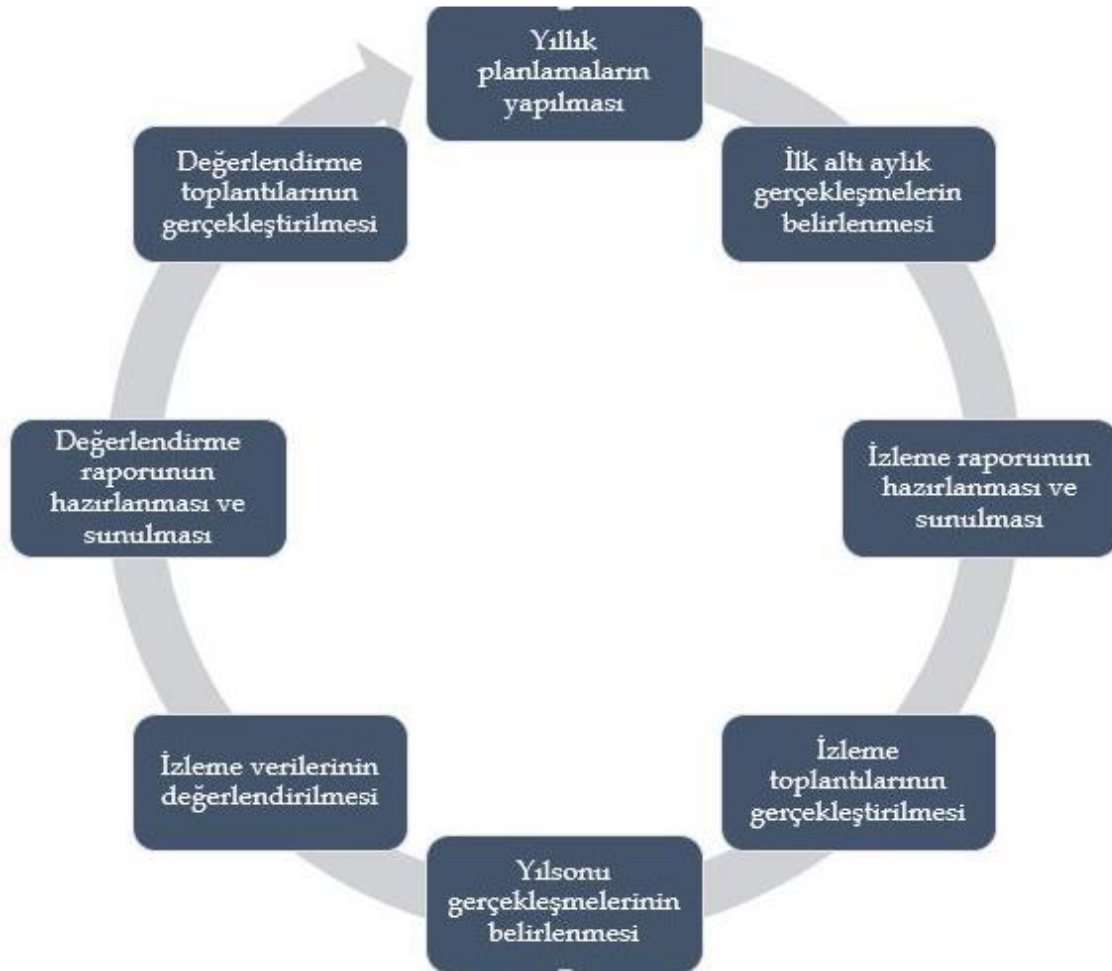 Yıllık
planlamaların
yapılması
İlk altı aylık
gerçekleşmelerin
belirlenmesi
İzleme raporunun
hazırlanması ve
sunulması
İzleme
toplantılarının
gerçekleştirilmesi
Yılsonu
gerçekleşmelerinin
belirlenmesi
İzleme verilerinin
değerlendirilmesi
Değerlendirme
raporunun
hazırlanması ve
sunulması
Değerlendirme
toplantılarının
gerçekleştirilmesi